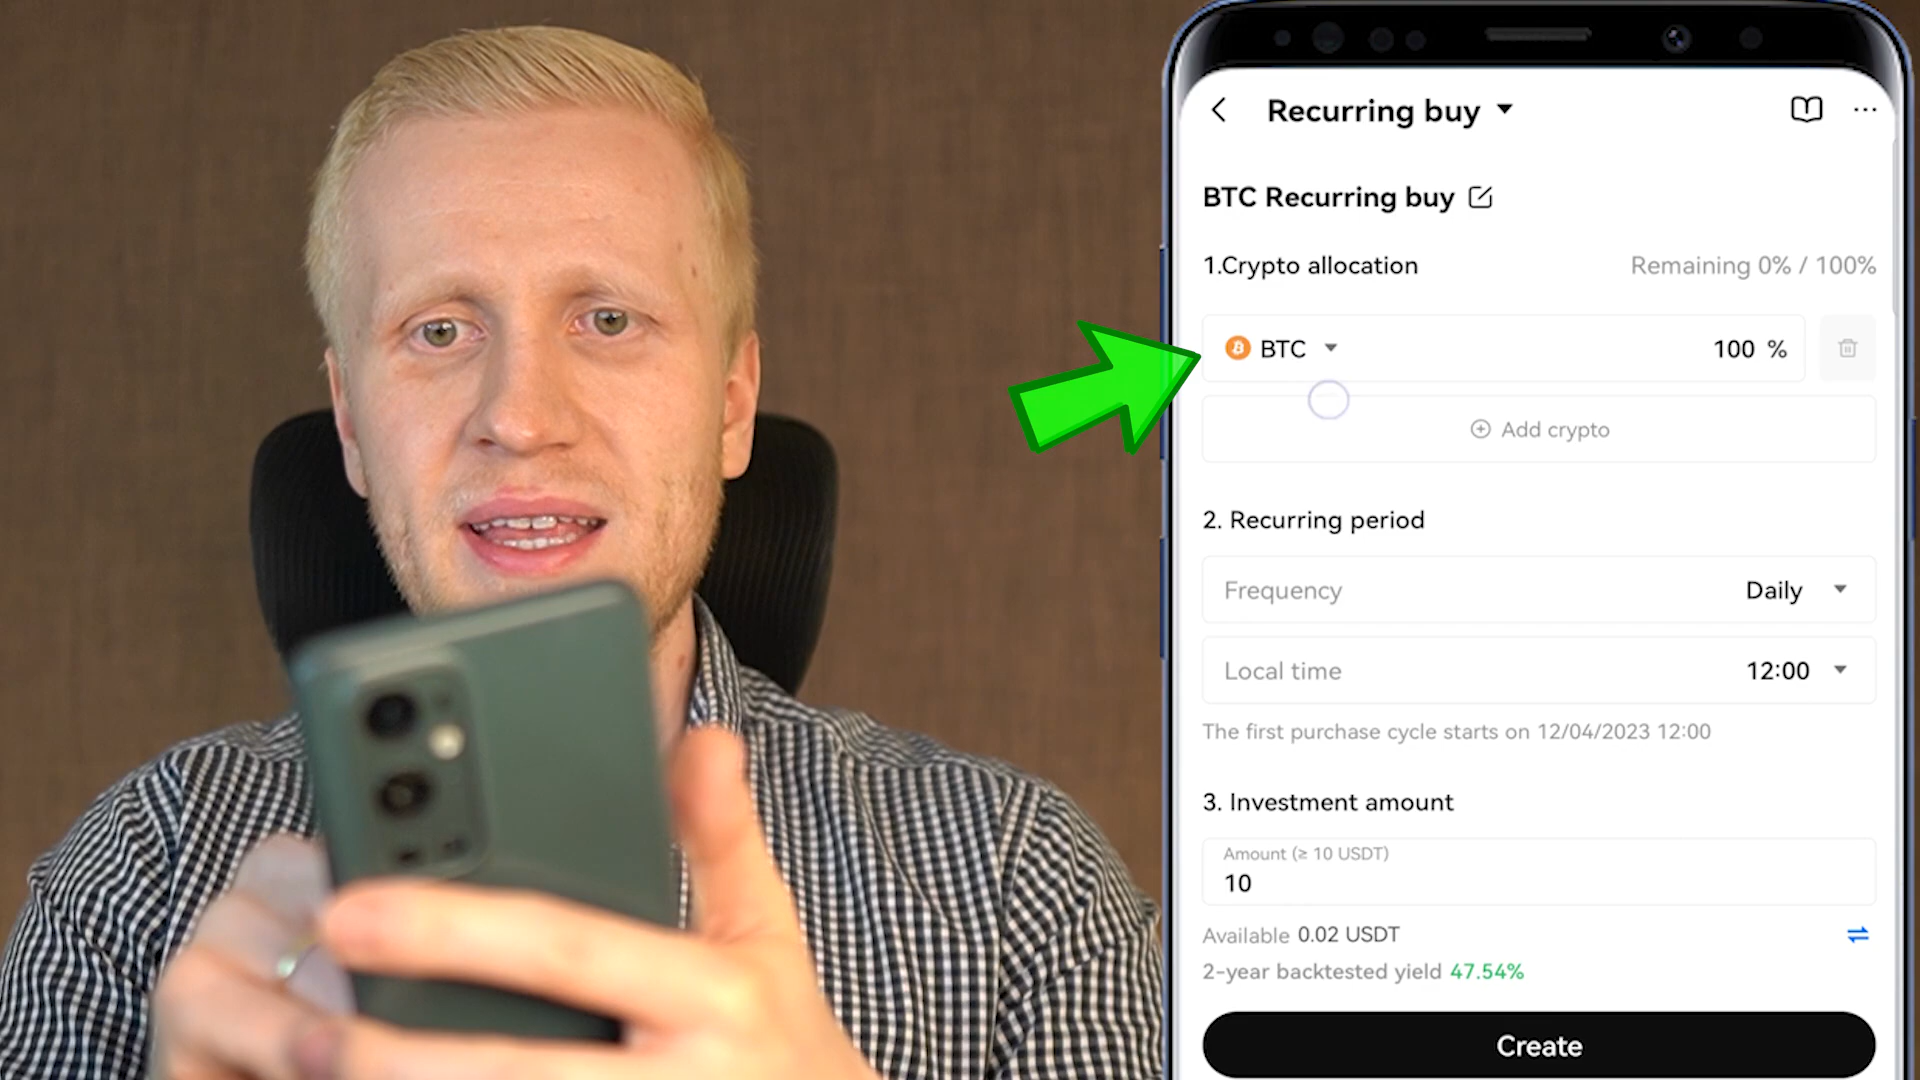 Recurring buy
BTC Recurring buy
1.Crypto allocation
Remaining 0% / 100%
BTC
100 %
Add crypto
2. Recurring period
Frequency
Daily
Local time
12:00
The first purchase cycle starts on 12/04/2023 12:00
3. Investment amount
Amount (≥ 10 USDT)
10
Available 0.02 USDT
2-year backtested yield 47.54%
Create